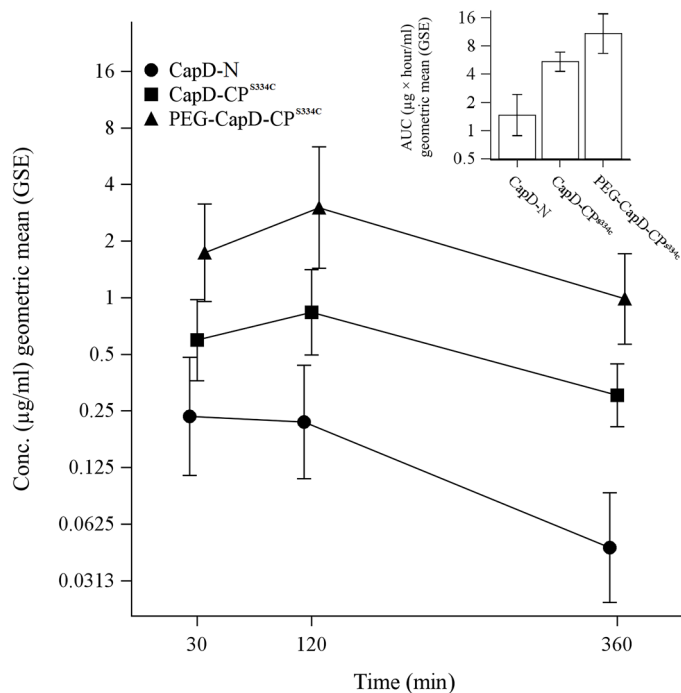 CapD-N
CapD-CPS334C
PEG-CapD-CPS334C
Conc. (μg/ml) geometric mean (GSE)
16
8
4
2
1
0.5
0.25
0.125
0.0625
0.0313
30
120
360
Time (min)
AUC (μg × hour/ml)
geometric mean (GSE)
16
8
4
2
1
0.5
CapD-N
CapD-CPs334c
PEG-CapD-CPs334c